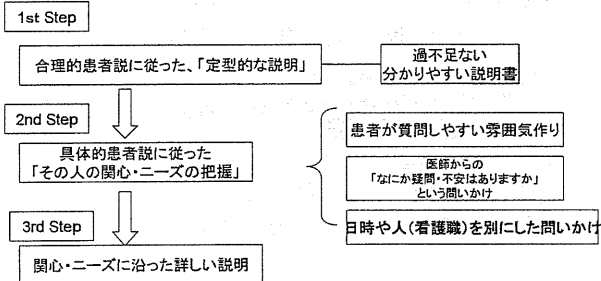 1st Step
合理的患者説に従った、「定型的な説明」
過不足ない
分かりやすい説明書
2nd Step
具体的患者説に従った
「その人の関心・ニーズの把握」
患者が質問しやすい雰囲気作り
医師からの
「なにか疑問・不安はありますか」
という問いかけ
日時や人(看護職)を別にした問いかけ
3rd Step
関心・ニーズに沿った詳しい説明